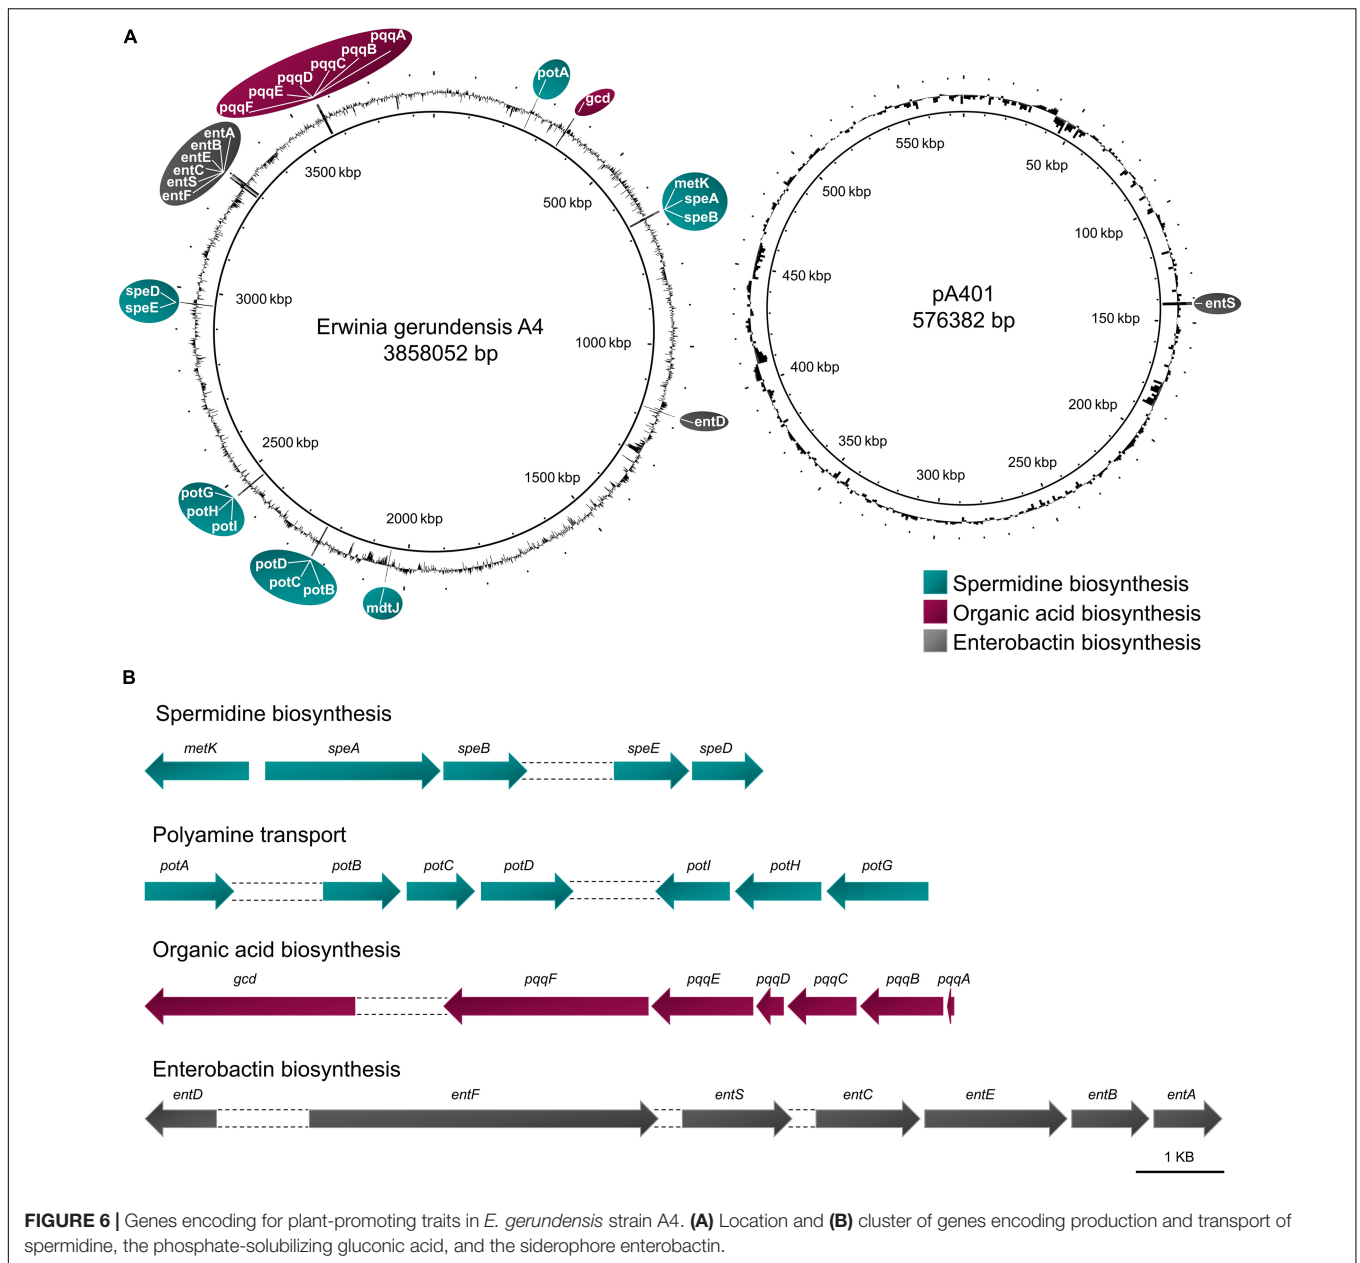 A
pqqA
pqqB
pqqC
pqqD
pqqE
pqqF
potA
gcd
entA
entB
entE
entC
entS
entF
metK
speA
speB
speD
speE
entD
potG
potH
potI
potD
potC
potB
mdtJ
3500 kbp
500 kbp
3000 kbp
1000 kbp
2500 kbp
1500 kbp
2000 kbp
Erwinia gerundensis A4
3858052 bp
550 kbp
50 kbp
500 kbp
100 kbp
450 kbp
150 kbp
400 kbp
200 kbp
350 kbp
250 kbp
300 kbp
pA401
576382 bp
entS
Spermidine biosynthesis
Organic acid biosynthesis
Enterobactin biosynthesis
B
Spermidine biosynthesis
metK speA speB speE speD
Polyamine transport
potA potB potC potD potI potH potG
Organic acid biosynthesis
gcd pqqF pqqE pqqD pqqC pqqB pqqA
Enterobactin biosynthesis
entD entF entS entC entE entB entA
1 KB
FIGURE 6 | Genes encoding for plant-promoting traits in E. gerundensis strain A4. (A) Location and (B) cluster of genes encoding production and transport of
spermidine, the phosphate-solubilizing gluconic acid, and the siderophore enterobactin.